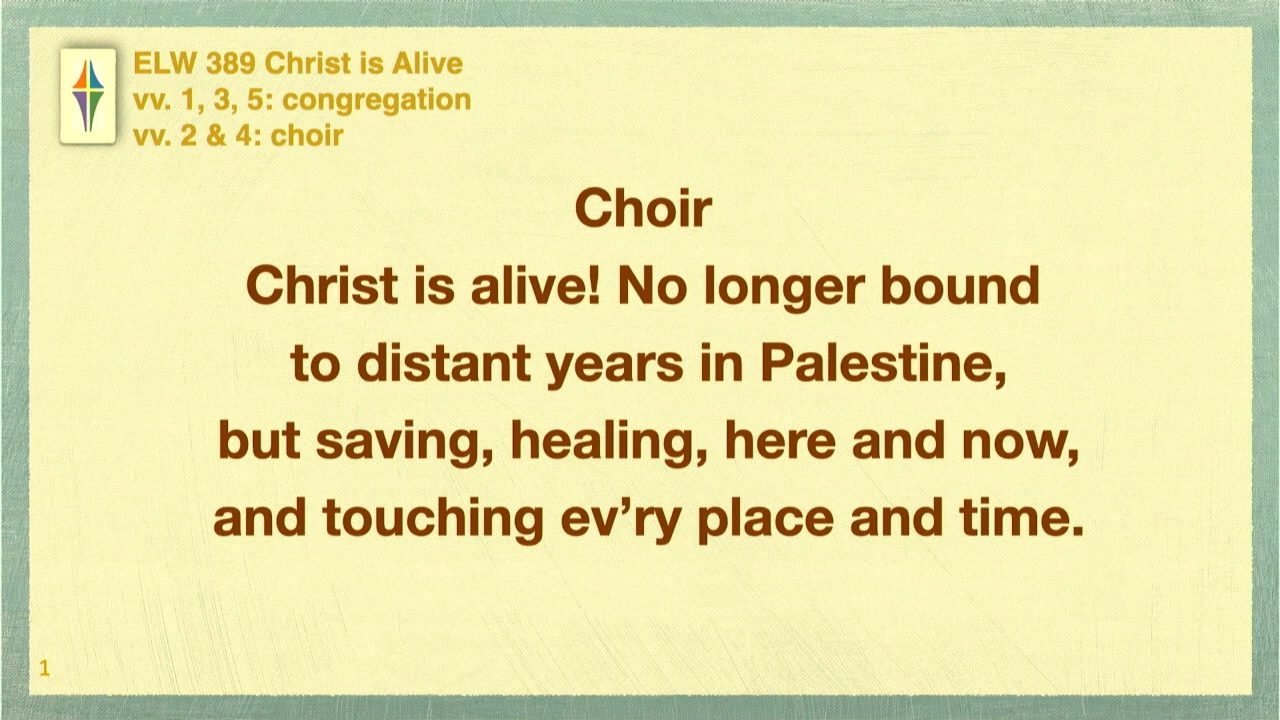 ELW 389 Christ is Alive
vv. 1, 3, 5: congregation
vv. 2 & 4: choir
Choir
Christ is alive! No longer bound
to distant years in Palestine,
but saving, healing, here and now,
and touching ev’ry place and time.
1